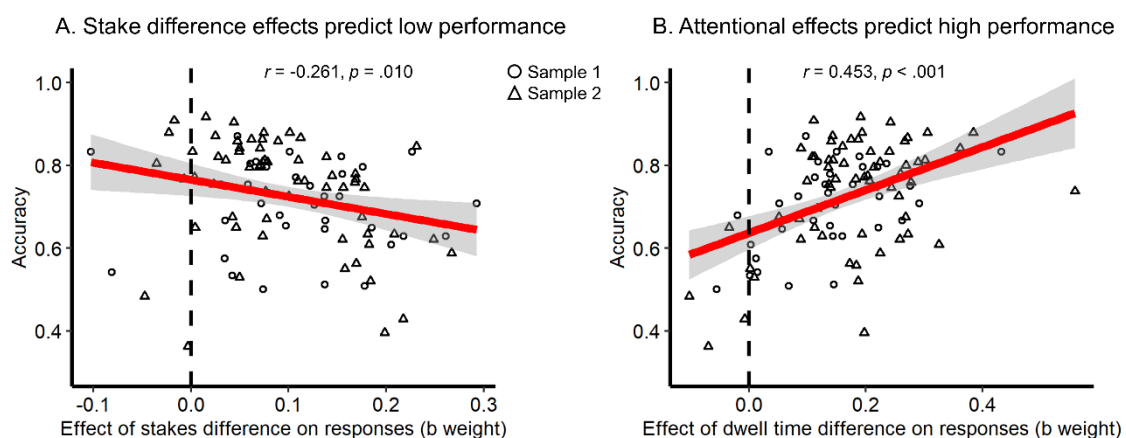 A. Stake difference effects predict low performance
r = -0.261, p = .010
1.0
0.8
0.6
0.4
Accuracy
-0.1
0.0
0.1
0.2
0.3
Effect of stakes difference on responses (b weight)
Sample 1
Sample 2
B. Attentional effects predict high performance
r = 0.453, p < .001
1.0
0.8
0.6
0.4
Accuracy
0.0
0.2
0.4
Effect of dwell time difference on responses (b weight)